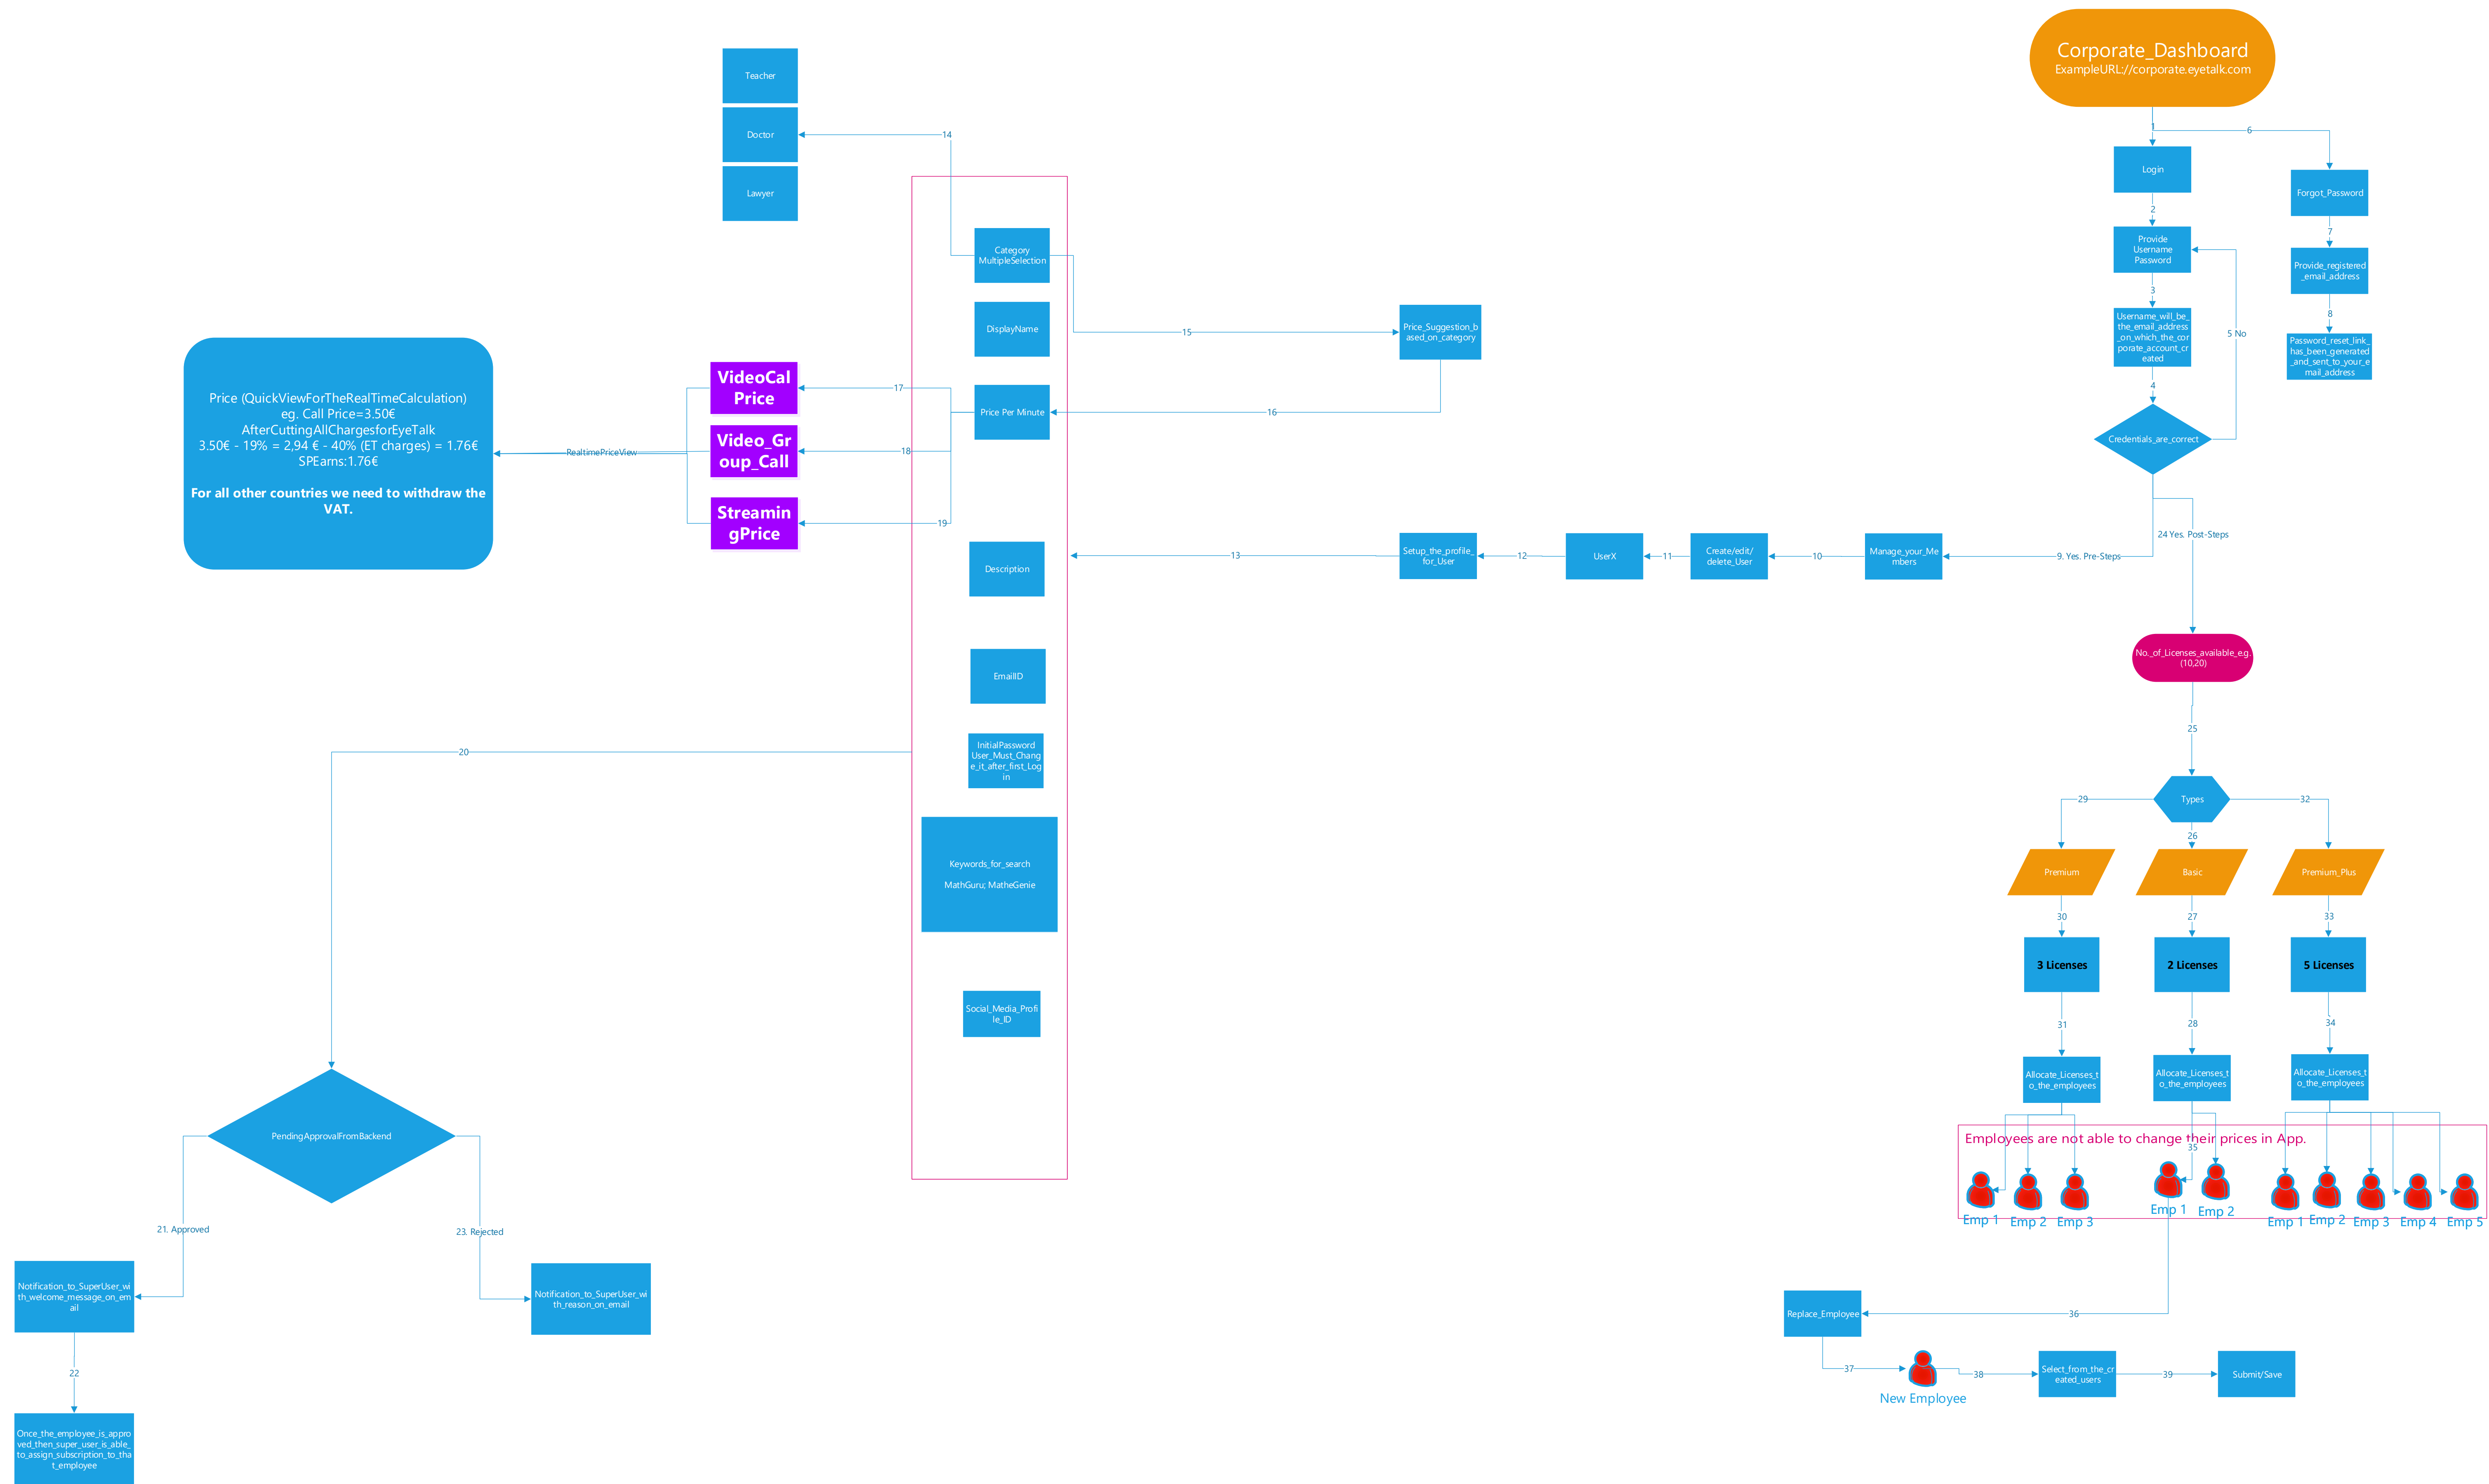 Corporate_Dashboard
ExampleURL://corporate.eyetalk.com
1
6
Login
2
Provide
Username
Password
3
Username_will_be_
the_email_address
_on_which_the_cor
porate_account_cr
eated
4
Credentials_are_correct
5 No
Forgot_Password
7
Provide_registered
_email_address
8
Password_reset_link_
has_been_generated
_and_sent_to_your_e
mail_address
9. Yes. Pre-Steps
24 Yes. Post-Steps
Manage_your_Me
mbers
10
Create/edit/
delete_User
11
UserX
12
Setup_the_profile_
for_User
13
Teacher
Doctor
Lawyer
14
Category
MultipleSelection
15
Price_Suggestion_b
ased_on_category
16
DisplayName
Price Per Minute
17
18
19
VideoCal
Price
Video_Gr
oup_Call
Streamin
gPrice
RealtimePriceView
Price (QuickViewForTheRealTimeCalculation)
eg. Call Price=3.50€
AfterCuttingAllChargesforEyeTalk
3.50€ - 19% = 2,94 € - 40% (ET charges) = 1.76€
SPEarns:1.76€
For all other countries we need to withdraw the
VAT.
Description
EmailID
InitialPassword
User_Must_Chang
e_it_after_first_Log
in
Keywords_for_search
MathGuru; MatheGenie
Social_Media_Profi
le_ID
20
PendingApprovalFromBackend
21. Approved
23. Rejected
Notification_to_SuperUser_wi
th_welcome_message_on_em
ail
Notification_to_SuperUser_wi
th_reason_on_email
22
Once_the_employee_is_appro
ved_then_super_user_is_able_
to_assign_subscription_to_tha
t_employee
No._of_Licenses_available_e.g.
(10,20)
25
Types
29
26
32
Premium
Basic
Premium_Plus
30
27
33
3 Licenses
2 Licenses
5 Licenses
31
28
34
Allocate_Licenses_t
o_the_employees
Allocate_Licenses_t
o_the_employees
Allocate_Licenses_t
o_the_employees
Employees are not able to change their prices in App.
35
Emp 1
Emp 2
Emp 3
Emp 1
Emp 2
Emp 1
Emp 2
Emp 3
Emp 4
Emp 5
36
Replace_Employee
37
New Employee
38
Select_from_the_cr
eated_users
39
Submit/Save